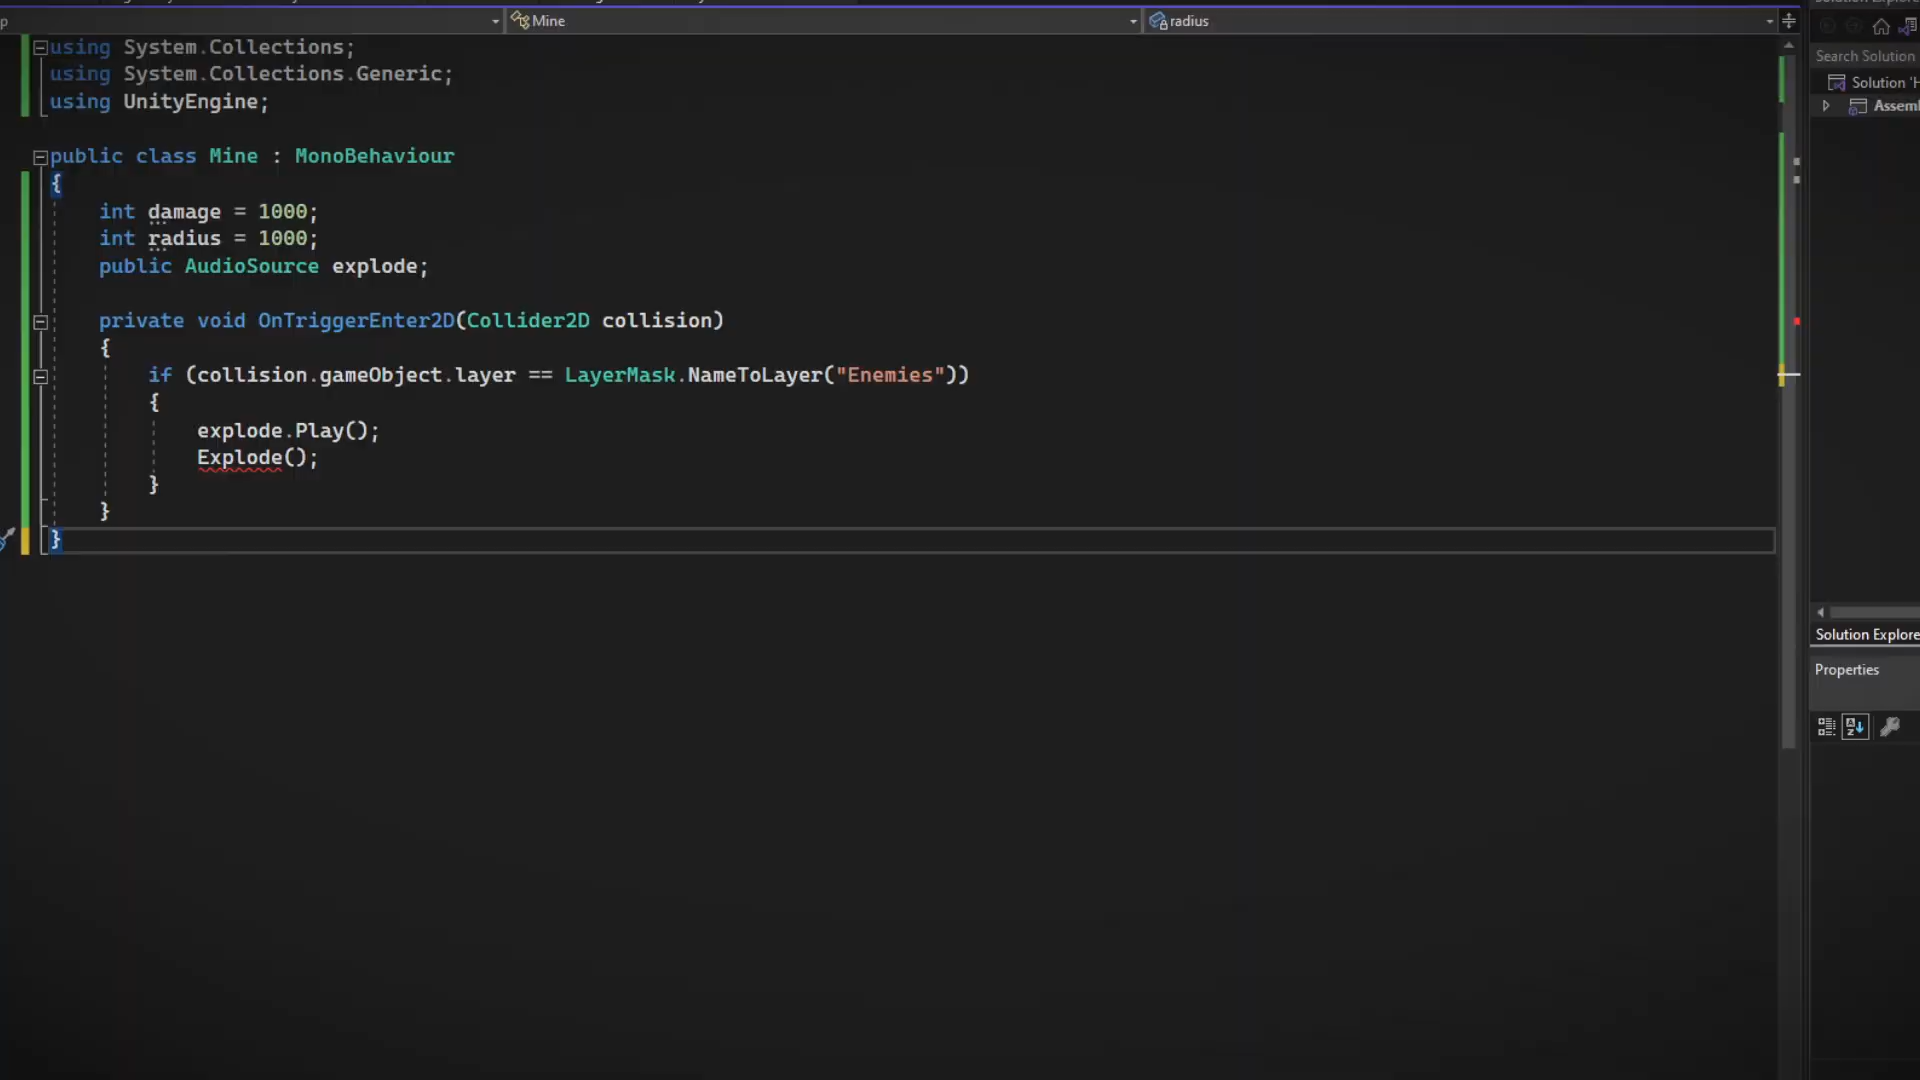 p Mine radius
using System.Collections;
using System.Collections.Generic;
using UnityEngine;
public class Mine : MonoBehaviour
{
int damage = 1000;
int radius = 1000;
public AudioSource explode;
private void OnTriggerEnter2D(Collider2D collision)
{
if (collision.gameObject.layer == LayerMask.NameToLayer("Enemies"))
{
explode.Play();
Explode();
}
}
}
Search Solution
Solution 'H
Assem
Solution Explore
Properties